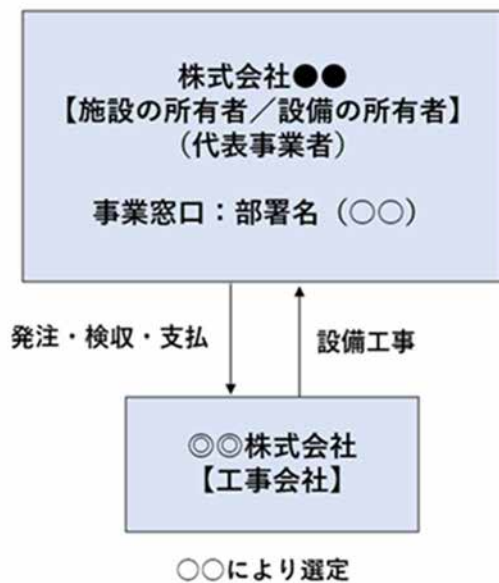 株式会社●●
【施設の所有者／設備の所有者】
（代表事業者）
事業窓口：部署名（○○）
発注・検収・支払
設備工事
◎◎株式会社
【工事会社】
○○により選定